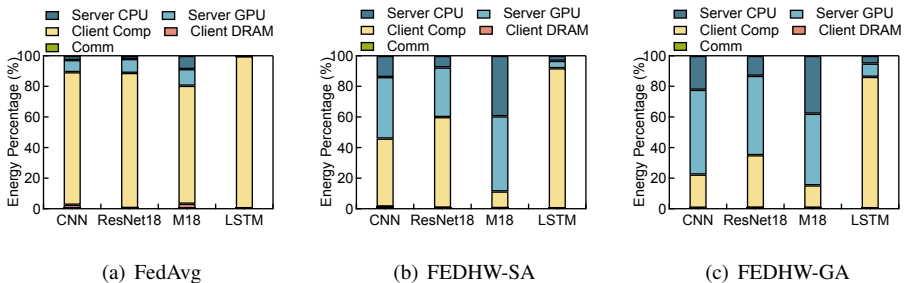 Server CPU Server GPU
Client Comp Client DRAM
Comm
Energy Percentage (%)
100
80
60
40
20
0
CNN ResNet18 M18 LSTM
(a) FedAvg
Server CPU Server GPU
Client Comp Client DRAM
Comm
Energy Percentage (%)
100
80
60
40
20
0
CNN ResNet18 M18 LSTM
(b) FEDHW-SA
Server CPU Server GPU
Client Comp Client DRAM
Comm
Energy Percentage (%)
100
80
60
40
20
0
CNN ResNet18 M18 LSTM
(c) FEDHW-GA